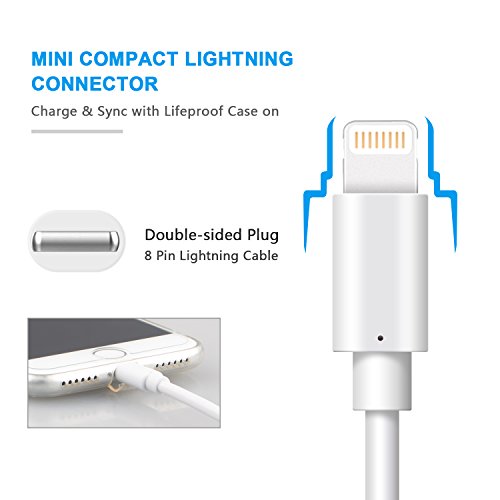 MINI COMPACT LIGHTNING
CONNECTOR
Charge & Sync with Lifeproof Case on
Double-sided Plug
8 Pin Lightning Cable